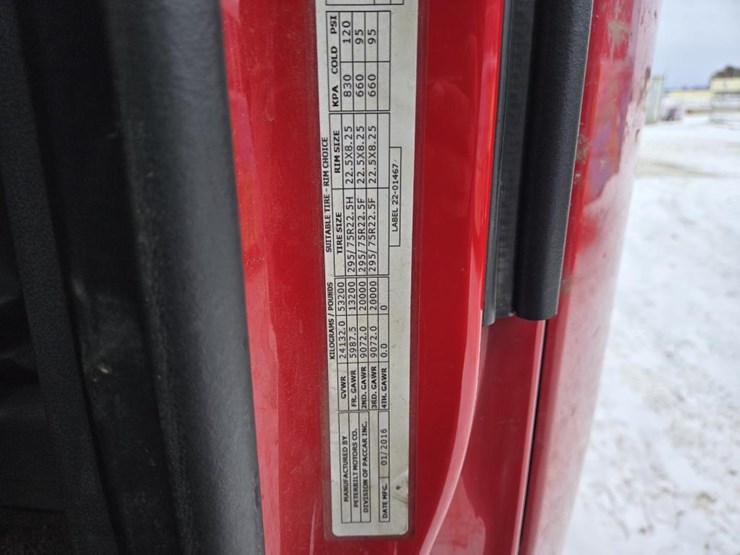 MANUFACTURED BY
PETERBILT MOTORS CO.
DIVISION OF PACCAR INC.
DATE MFG. 01/2016
KILOGRAMS / POUNDS
GVWR 24132.0 53200
FR. GAWR 5987.5 13200
2ND. GAWR 9072.0 20000
3RD. GAWR 9072.0 20000
4TH. GAWR 0.0 0
SUITABLE TIRE - RIM CHOICE
TIRE SIZE RIM SIZE KPA COLD PSI
295/75R22.5H 22.5X8.25 830 120
295/75R22.5F 22.5X8.25 660 95
295/75R22.5F 22.5X8.25 660 95
LABEL 22-01467